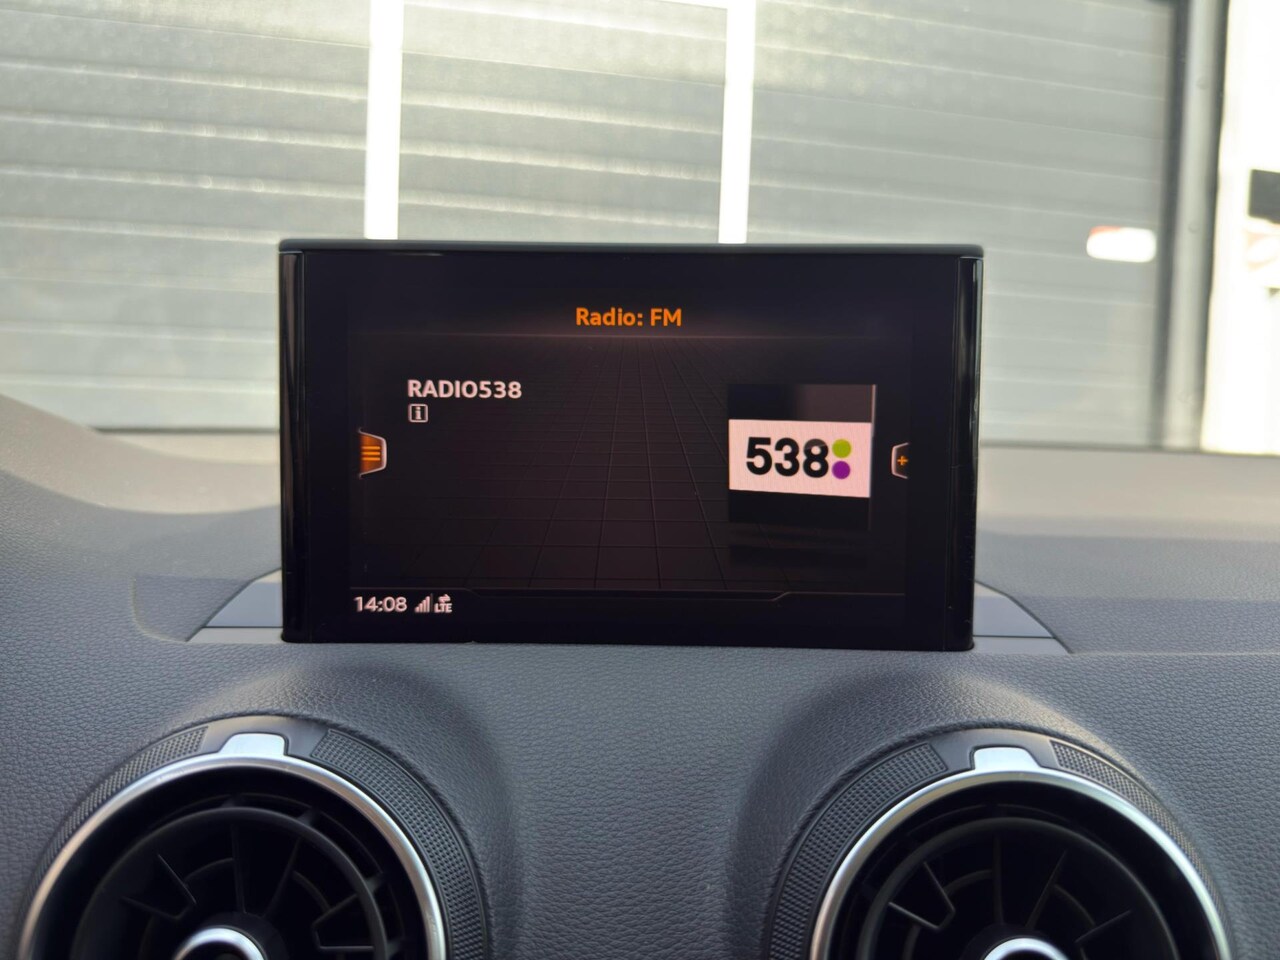 Radio: FM
RADIO538
i
538
+
14:08 LTE